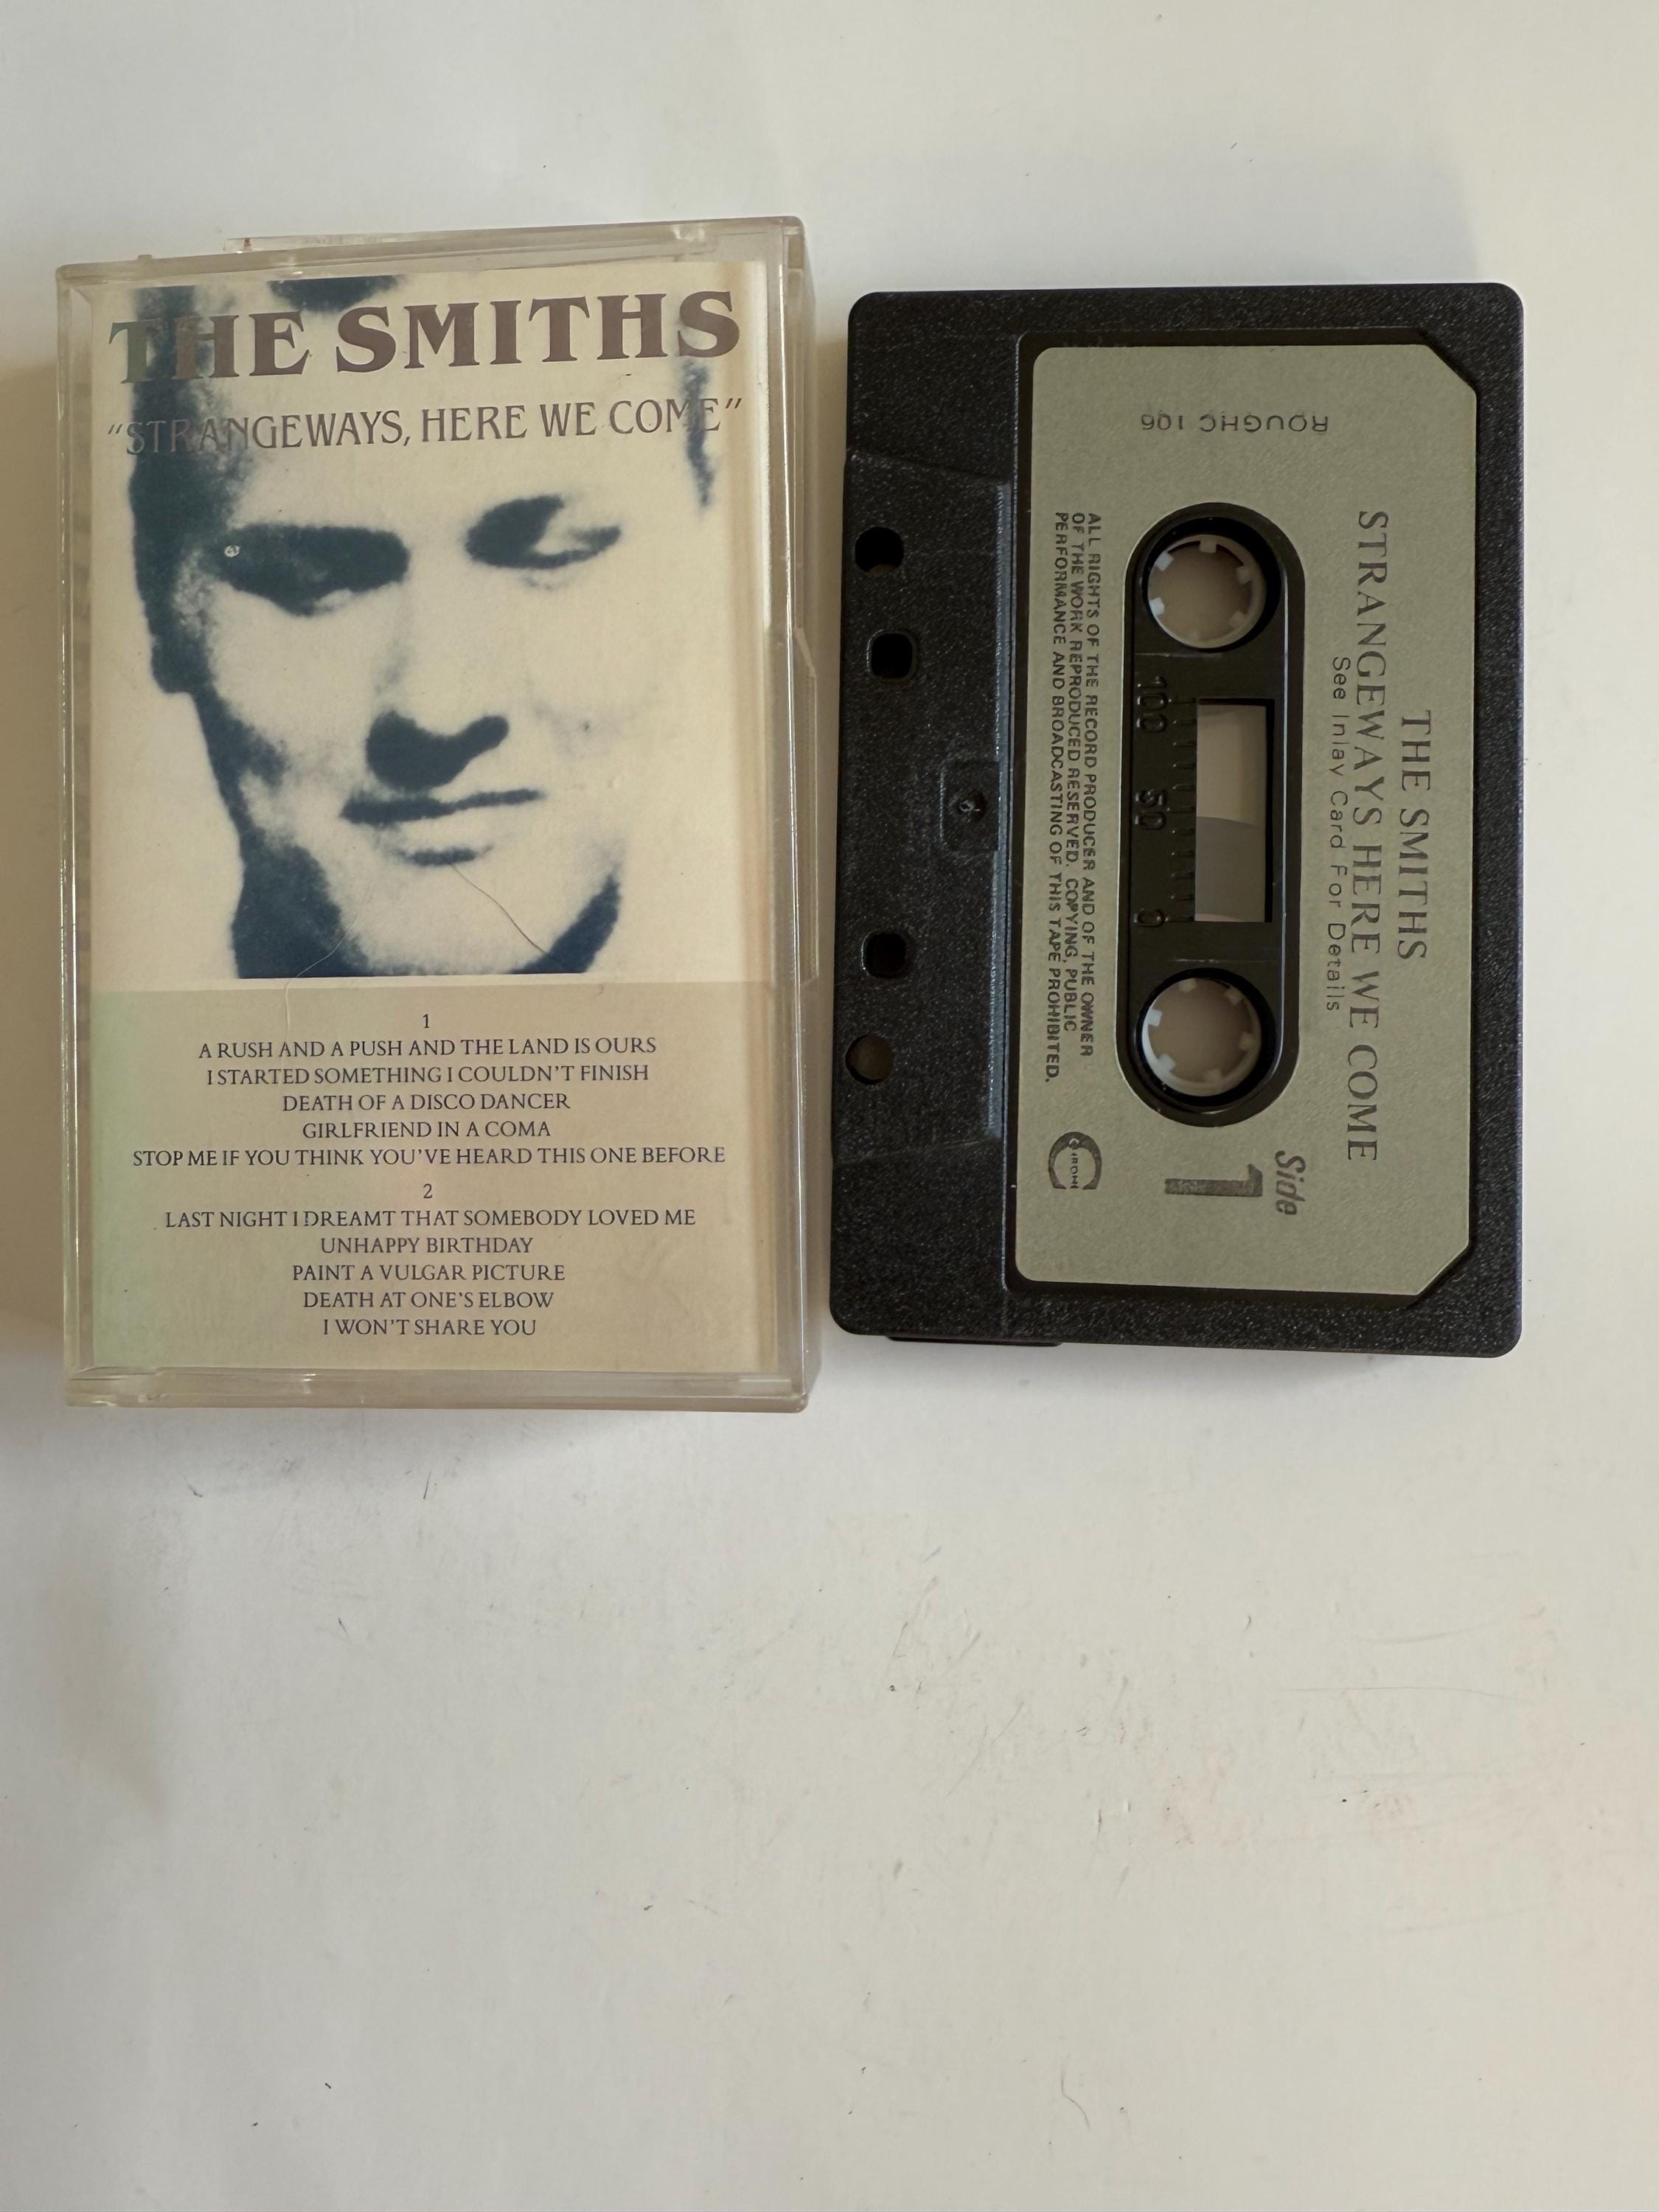 THE SMITHS
"STRANGEWAYS, HERE WE COME"
1
A RUSH AND A PUSH AND THE LAND IS OURS
I STARTED SOMETHING I COULDN'T FINISH
DEATH OF A DISCO DANCER
GIRLFRIEND IN A COMA
STOP ME IF YOU THINK YOU'VE HEARD THIS ONE BEFORE
2
LAST NIGHT I DREAMT THAT SOMEBODY LOVED ME
UNHAPPY BIRTHDAY
PAINT A VULGAR PICTURE
DEATH AT ONE'S ELBOW
I WON'T SHARE YOU
THE SMITHS
STRANGEWAYS HERE WE COME
See Inlay Card For Details
Side
1
ROUGHC 106
100 50 0
ALL RIGHTS OF THE RECORD PRODUCER AND OF THE OWNER
OF THE WORK REPRODUCED RESERVED. COPYING, PUBLIC
PERFORMANCE AND BROADCASTING OF THIS TAPE PROHIBITED.